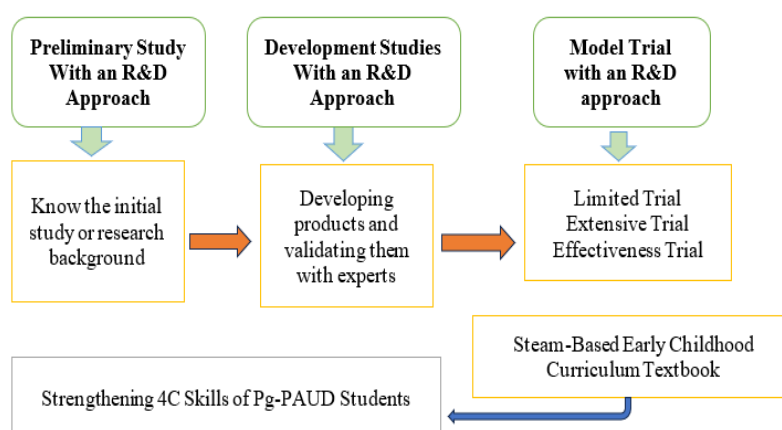 Preliminary Study
With an R&D
Approach
Development Studies
With an R&D
Approach
Model Trial
with an R&D
approach
Know the initial
study or research
background
Developing
products and
validating them
with experts
Limited Trial
Extensive Trial
Effectiveness Trial
Steam-Based Early Childhood
Curriculum Textbook
Strengthening 4C Skills of Pg-PAUD Students